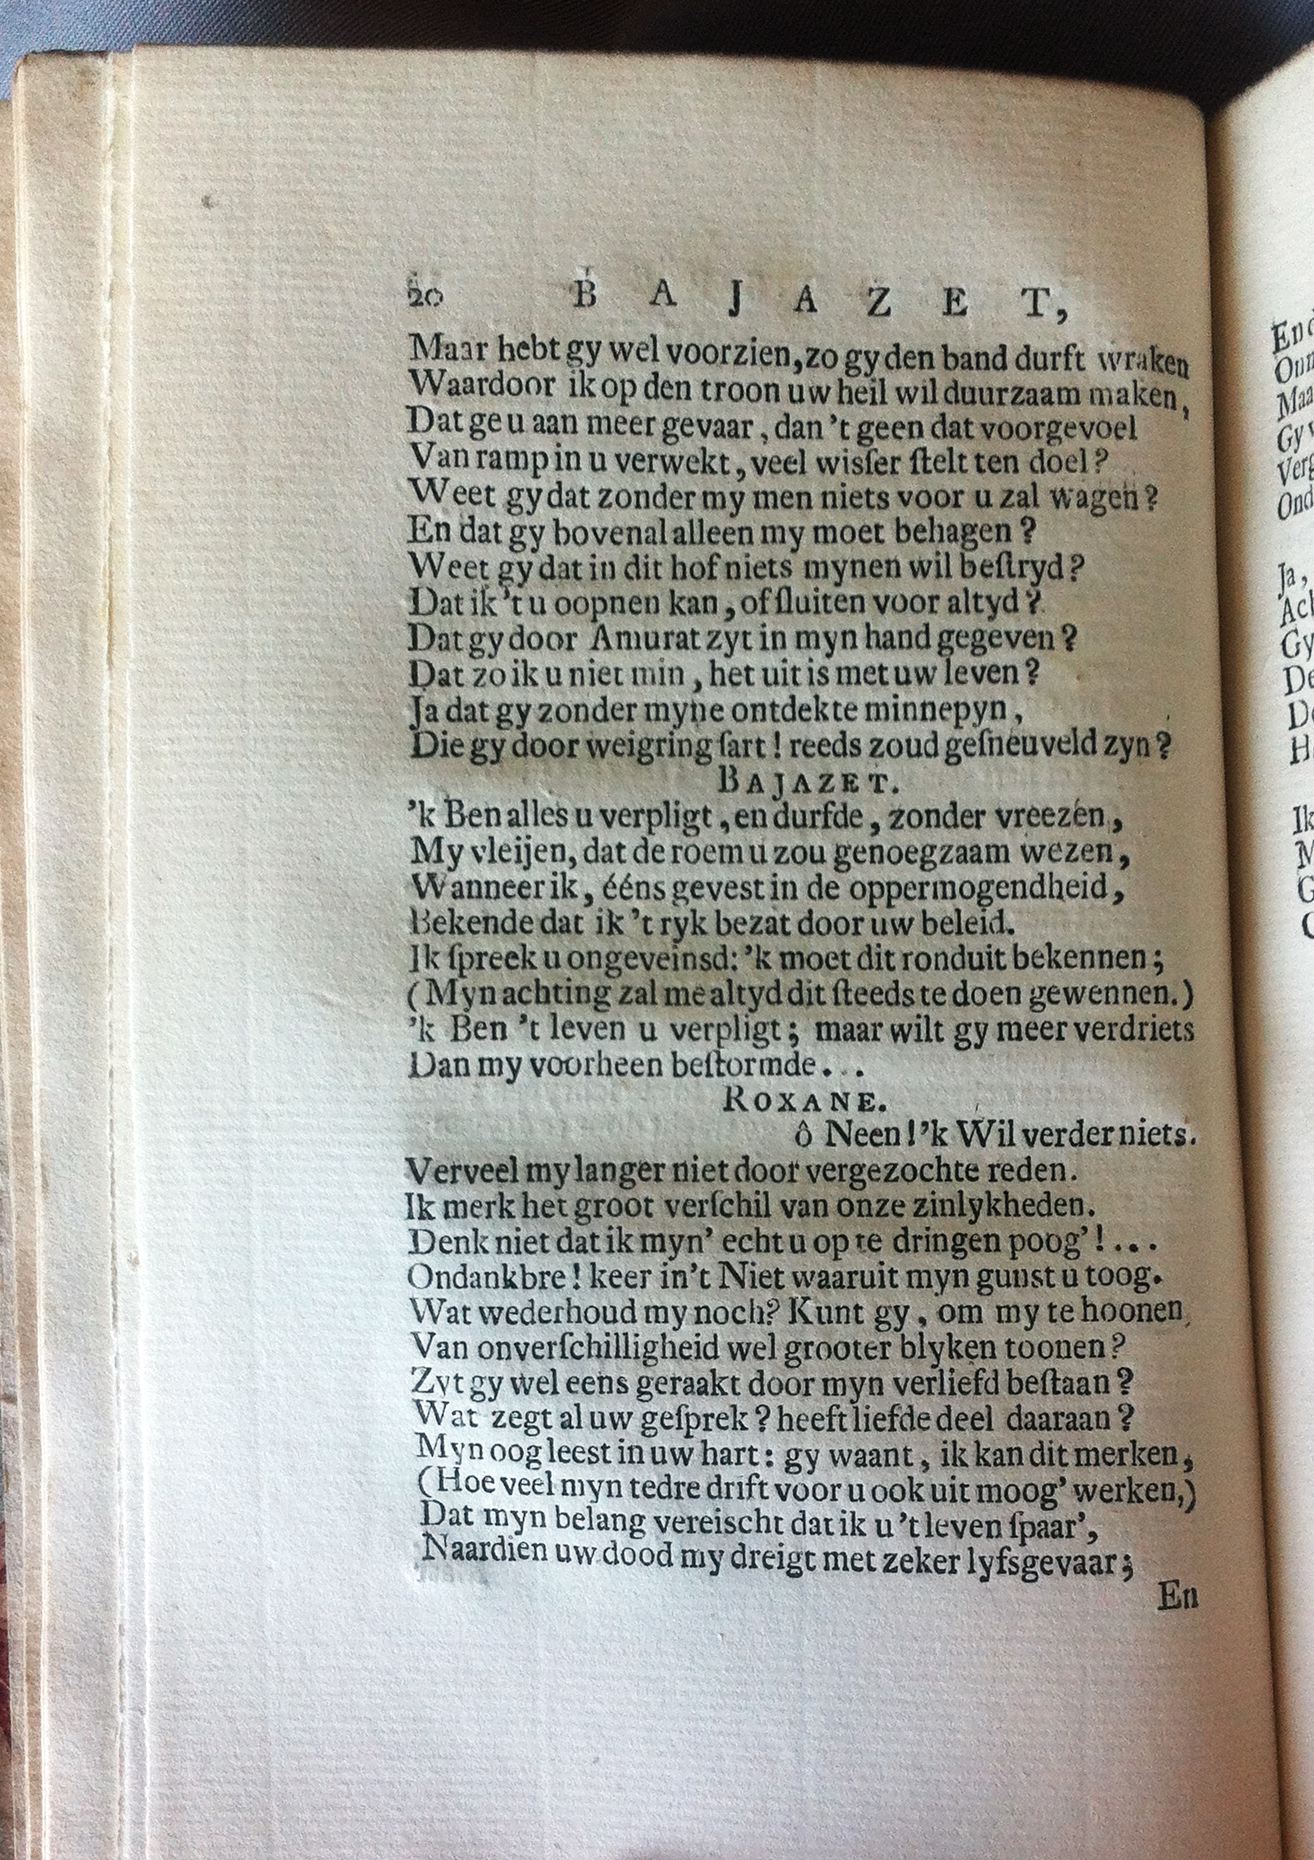 20 BAJAZET,
Maar hebt gy wel voorzien, zo gy den band durft wraken
Waardoor ik op den troon uw heil wil duurzaam maken,
Dat ge u aan meer gevaar, dan 't geen dat voorgevoel
Van ramp in u verwekt, veel wisſer ſtelt ten doel?
Weet gy dat zonder my men niets voor u zal wagen?
En dat gy bovenal alleen my moet behagen?
Weet gy dat in dit hof niets mynen wil beſtryd?
Dat ik 't u oopnen kan, of ſluiten voor altyd?
Dat gy door Amurat zyt in myn hand gegeven?
Dat zo ik u niet min, het uit is met uw leven?
Ja dat gy zonder myne ontdekte minnepyn,
Die gy door weigring ſart! reeds zoud geſneuveld zyn?
BAJAZET.
'k Ben alles u verpligt, en durfde, zonder vreezen,
My vleijen, dat de roem u zou genoegzaam wezen,
Wanneer ik, ééns gevest in de oppermogendheid,
Bekende dat ik 't ryk bezat door uw beleid.
Ik ſpreek u ongeveinsd: 'k moet dit ronduit bekennen;
(Myn achting zal me altyd dit ſteeds te doen gewennen.)
'k Ben 't leven u verpligt; maar wilt gy meer verdriets
Dan my voorheen beſtormde...
ROXANE.
ô Neen! 'k Wil verder niets.
Verveel my langer niet door vergezochte reden.
Ik merk het groot verſchil van onze zinlykheden.
Denk niet dat ik myn' echt u op te dringen poog'!...
Ondankbre! keer in 't Niet waaruit myn gunst u toog.
Wat wederhoud my noch? Kunt gy, om my te hoonen,
Van onverſchilligheid wel grooter blyken toonen?
Zyt gy wel eens geraakt door myn verliefd beſtaan?
Wat zegt al uw geſprek? heeft liefde deel daaraan?
Myn oog leest in uw hart: gy waant, ik kan dit merken,
(Hoe veel myn tedre drift voor u ook uit moog' werken,)
Dat myn belang vereischt dat ik u 't leven ſpaar',
Naardien uw dood my dreigt met zeker lyfsgevaar;
En